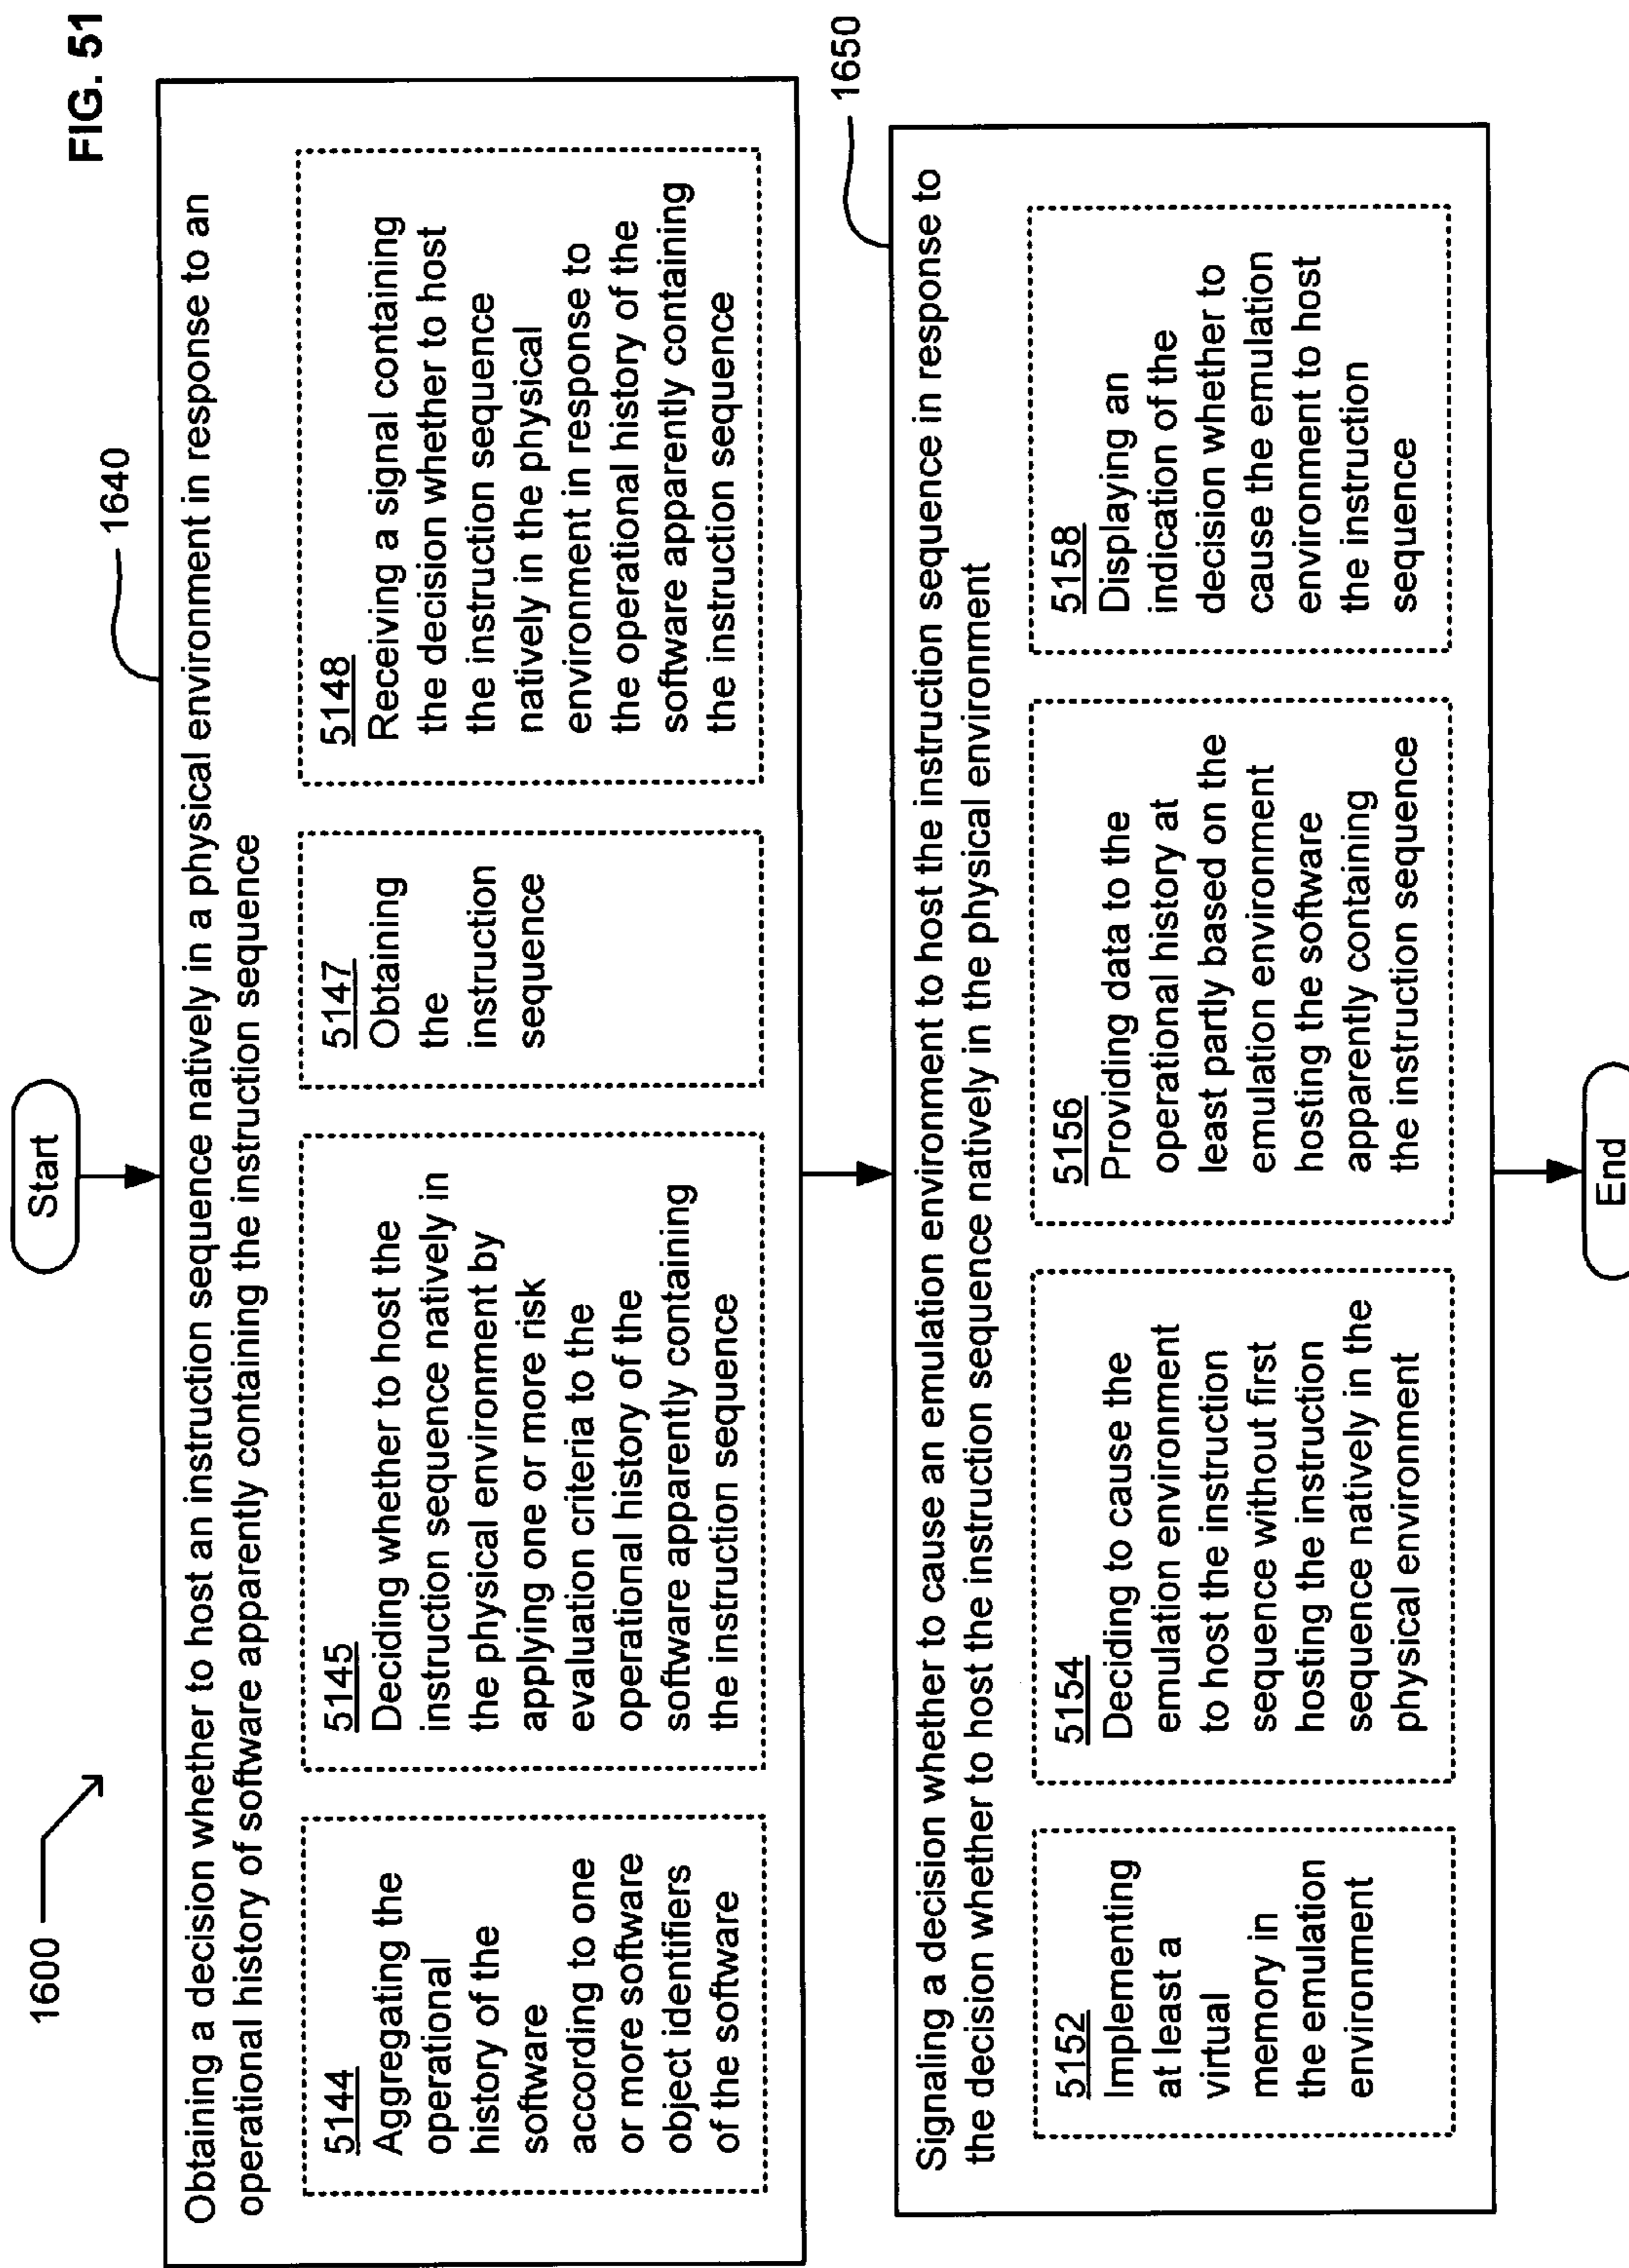 FIG. 51
1600
Start
1640
Obtaining a decision whether to host an instruction sequence natively in a physical environment in response to an
operational history of software apparently containing the instruction sequence
5144
Aggregating the
operational
history of the
software
according to one
or more software
object identifiers
of the software
5145
Deciding whether to host the
instruction sequence natively in
the physical environment by
applying one or more risk
evaluation criteria to the
operational history of the
software apparently containing
the instruction sequence
5147
Obtaining
the
instruction
sequence
5148
Receiving a signal containing
the decision whether to host
the instruction sequence
natively in the physical
environment in response to
the operational history of the
software apparently containing
the instruction sequence
1650
Signaling a decision whether to cause an emulation environment to host the instruction sequence in response to
the decision whether to host the instruction sequence natively in the physical environment
5152
Implementing
at least a
virtual
memory in
the emulation
environment
5154
Deciding to cause the
emulation environment
to host the instruction
sequence without first
hosting the instruction
sequence natively in the
physical environment
5156
Providing data to the
operational history at
least partly based on the
emulation environment
hosting the software
apparently containing
the instruction sequence
5158
Displaying an
indication of the
decision whether to
cause the emulation
environment to host
the instruction
sequence
End